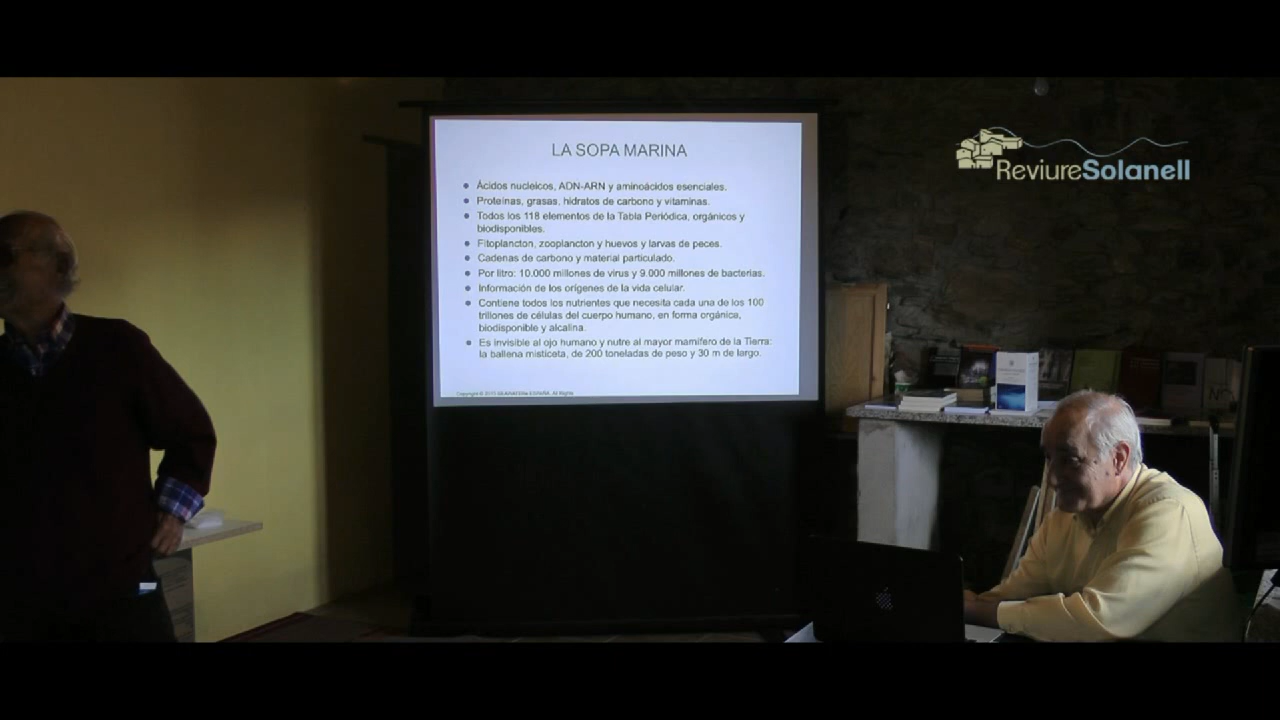 ReviureSolanell
LA SOPA MARINA
Ácidos nucleicos, ADN-ARN y aminoácidos esenciales.
Proteínas, grasas, hidratos de carbono y vitaminas.
Todos los 118 elementos de la Tabla Periódica, orgánicos y
biodisponibles.
Fitoplancton, zooplancton y huevos y larvas de peces.
Cadenas de carbono y material particulado.
Por litro: 10.000 millones de virus y 9.000 millones de bacterias.
Información de los orígenes de la vida celular.
Contiene todos los nutrientes que necesita cada una de los 100
trillones de células del cuerpo humano, en forma orgánica,
biodisponible y alcalina.
Es invisible al ojo humano y nutre al mayor mamífero de la Tierra:
la ballena misticeta, de 200 toneladas de peso y 30 m de largo.